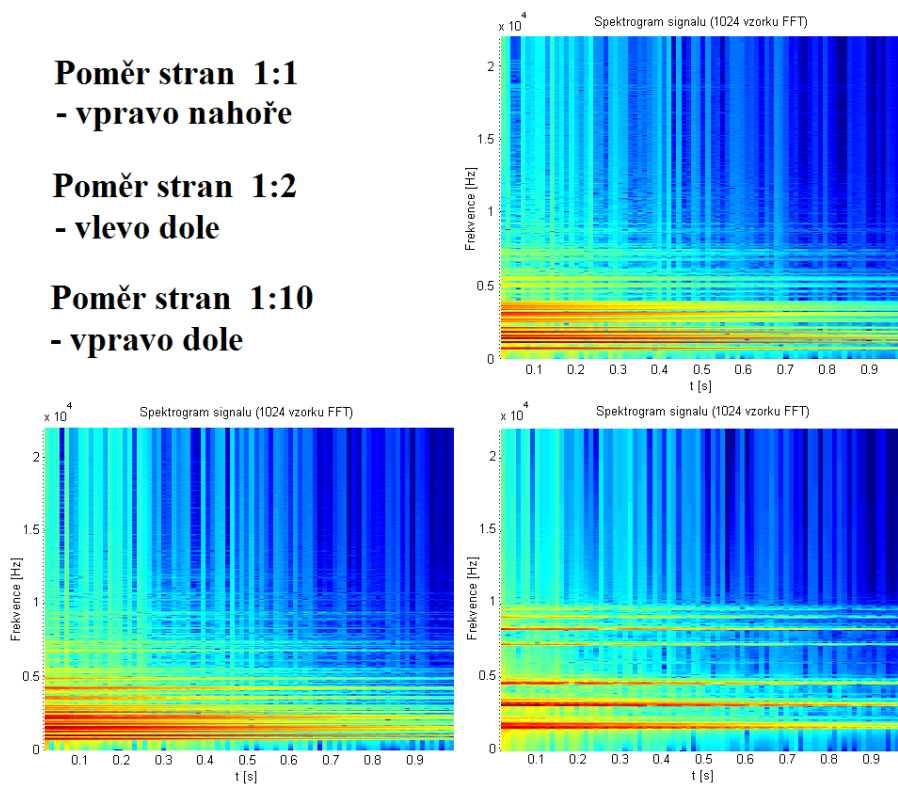 Poměr stran 1:1
- vpravo nahoře
Poměr stran 1:2
- vlevo dole
Poměr stran 1:10
- vpravo dole
Spektrogram signalu (1024 vzorku FFT)
x 10⁴
2
1.5
1
0.5
0
Frekvence [Hz]
0.1 0.2 0.3 0.4 0.5 0.6 0.7 0.8 0.9
t [s]
Spektrogram signalu (1024 vzorku FFT)
x 10⁴
2
1.5
1
0.5
0
Frekvence [Hz]
0.1 0.2 0.3 0.4 0.5 0.6 0.7 0.8 0.9
t [s]
Spektrogram signalu (1024 vzorku FFT)
x 10⁴
2
1.5
1
0.5
0
Frekvence [Hz]
0.1 0.2 0.3 0.4 0.5 0.6 0.7 0.8 0.9
t [s]